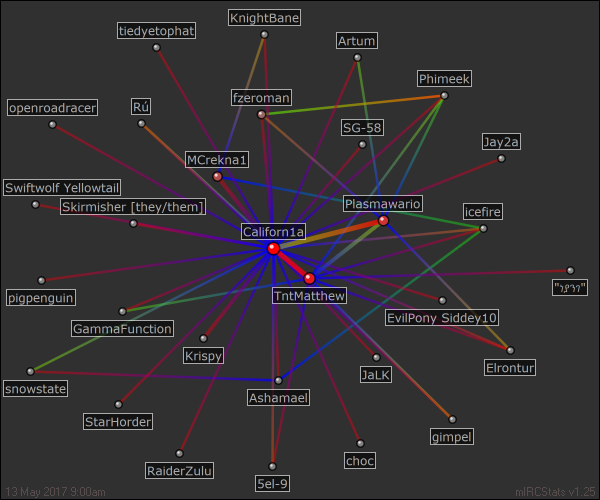 KnightBane
tiedyetophat
Artum
Phimeek
fzeroman
openroadracer
Rú
SG-58
Jay2a
MCrekna1
Swiftwolf Yellowtail
Skirmisher [they/them]
Plasmawario
icefire
Californ1a
TntMatthew
pigpenguin
EvilPony Siddey10
GammaFunction
Krispy
Elrontur
JaLK
snowstate
Ashamael
StarHorder
gimpel
choc
RaiderZulu
5el-9
13 May 2017 9:00am
mIRCStats v1.25